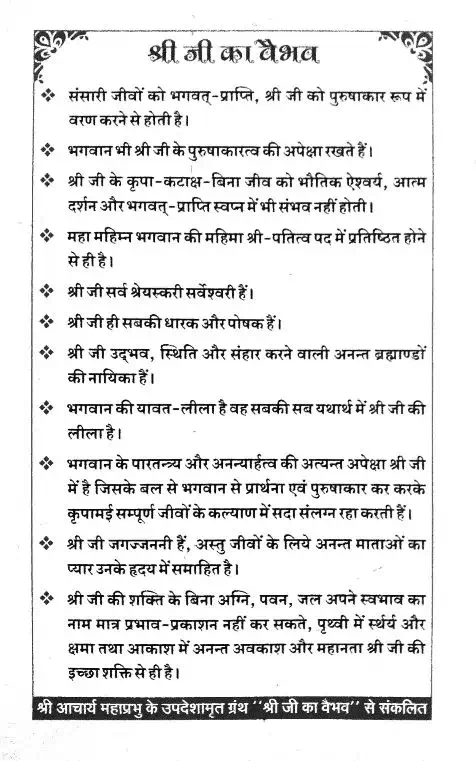 श्री जी का वैभव
❖ संसारी जीवों को भगवत्-प्राप्ति, श्री जी को पुरुषाकार रूप में
वरण करने से होती है।
❖ भगवान भी श्री जी के पुरुषाकारत्व की अपेक्षा रखते हैं।
❖ श्री जी के कृपा-कटाक्ष-बिना जीव को भौतिक ऐश्वर्य, आत्म
दर्शन और भगवत्-प्राप्ति स्वप्न में भी संभव नहीं होती।
❖ महा महिम्न भगवान की महिमा श्री-पतित्व पद में प्रतिष्ठित होने
से ही है।
❖ श्री जी सर्व श्रेयस्करी सर्वेश्वरी हैं।
❖ श्री जी ही सबकी धारक और पोषक हैं।
❖ श्री जी उद्भव, स्थिति और संहार करने वाली अनन्त ब्रह्माण्डों
की नायिका हैं।
❖ भगवान की यावत-लीला है वह सबकी सब यथार्थ में श्री जी की
लीला है।
❖ भगवान के पारतन्त्र्य और अनन्यार्हत्व की अत्यन्त अपेक्षा श्री जी
में है जिसके बल से भगवान से प्रार्थना एवं पुरुषाकार कर करके
कृपामई सम्पूर्ण जीवों के कल्याण में सदा संलग्न रहा करती हैं।
❖ श्री जी जगज्जननी हैं, अस्तु जीवों के लिये अनन्त माताओं का
प्यार उनके हृदय में समाहित है।
❖ श्री जी की शक्ति के बिना अग्नि, पवन, जल अपने स्वभाव का
नाम मात्र प्रभाव-प्रकाशन नहीं कर सकते, पृथ्वी में स्थैर्य और
क्षमा तथा आकाश में अनन्त अवकाश और महानता श्री जी की
इच्छा शक्ति से ही है।
श्री आचार्य महाप्रभु के उपदेशामृत ग्रंथ "श्री जी का वैभव" से संकलित